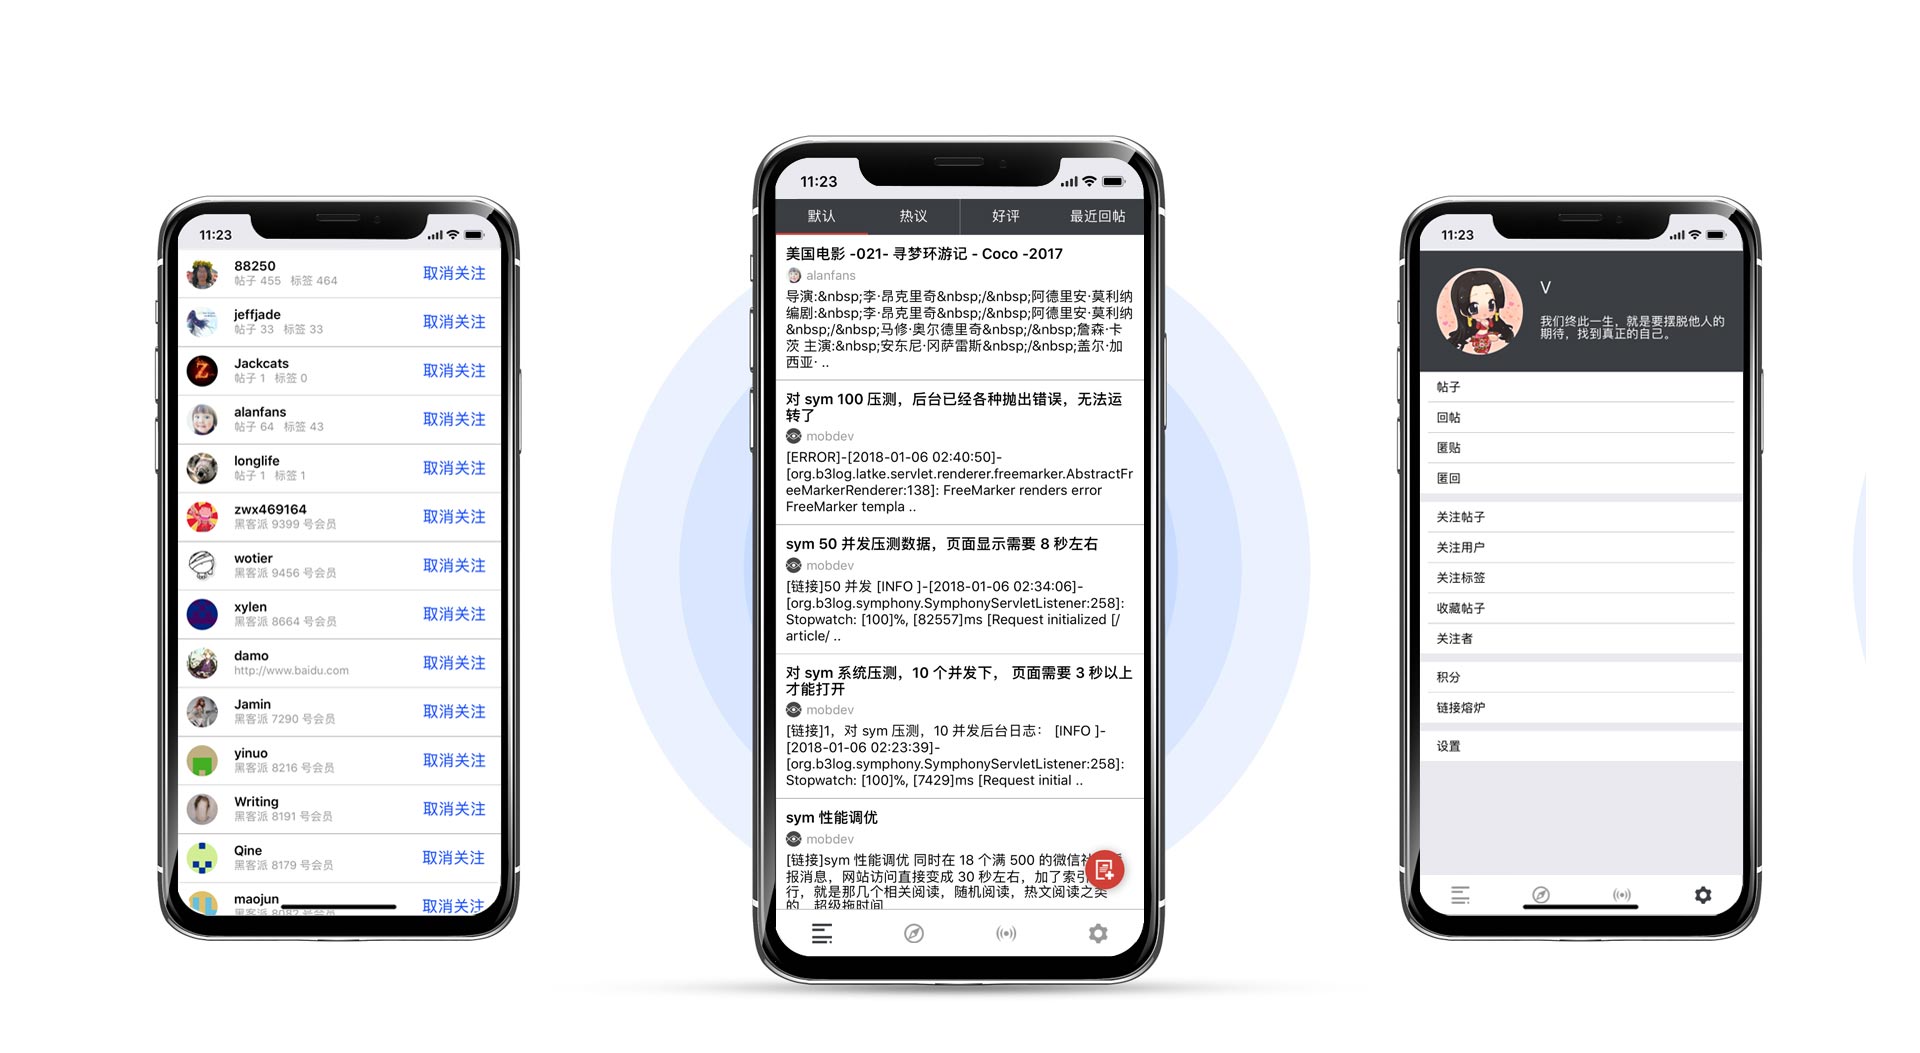 11:23
88250
帖子 455 标签 464
取消关注
jeffjade
帖子 33 标签 33
取消关注
Jackcats
帖子 1 标签 0
取消关注
alanfans
帖子 64 标签 43
取消关注
longlife
帖子 1 标签 1
取消关注
zwx469164
黑客派 9399 号会员
取消关注
wotier
黑客派 9456 号会员
取消关注
xylen
黑客派 8664 号会员
取消关注
damo
http://www.baidu.com
取消关注
Jamin
黑客派 7290 号会员
取消关注
yinuo
黑客派 8216 号会员
取消关注
Writing
黑客派 8191 号会员
取消关注
Qine
黑客派 8179 号会员
取消关注
maojun
取消关注
11:23
默认 热议 好评 最近回帖
美国电影 -021- 寻梦环游记 - Coco -2017
alanfans
导演:&nbsp;李·昂克里奇&nbsp;/&nbsp;阿德里安·莫利纳
编剧:&nbsp;李·昂克里奇&nbsp;/&nbsp;阿德里安·莫利纳
&nbsp;/&nbsp;马修·奥尔德里奇&nbsp;/&nbsp;詹森·卡
茨 主演:&nbsp;安东尼·冈萨雷斯&nbsp;/&nbsp;盖尔·加
西亚· ..
对 sym 100 压测，后台已经各种抛出错误，无法运
转了
mobdev
[ERROR]-[2018-01-06 02:40:50]-
[org.b3log.latke.servlet.renderer.freemarker.AbstractFr
eeMarkerRenderer:138]: FreeMarker renders error
FreeMarker templa ..
sym 50 并发压测数据，页面显示需要 8 秒左右
mobdev
[链接]50 并发 [INFO ]-[2018-01-06 02:34:06]-
[org.b3log.symphony.SymphonyServletListener:258]:
Stopwatch: [100]%, [82557]ms [Request initialized [/
article/ ..
对 sym 系统压测，10 个并发下， 页面需要 3 秒以上
才能打开
mobdev
[链接]1，对 sym 压测，10 并发后台日志： [INFO ]-
[2018-01-06 02:23:39]-
[org.b3log.symphony.SymphonyServletListener:258]:
Stopwatch: [100]%, [7429]ms [Request initial ..
sym 性能调优
mobdev
[链接]sym 性能调优 同时在 18 个满 500 的微信社
报消息，网站访问直接变成 30 秒左右，加了索引
行，就是那几个相关阅读，随机阅读，热文阅读之类
的，超级拖时间
11:23
V
我们终此一生，就是要摆脱他人的
期待，找到真正的自己。
帖子
回帖
匿贴
匿回
关注帖子
关注用户
关注标签
收藏帖子
关注者
积分
链接熔炉
设置